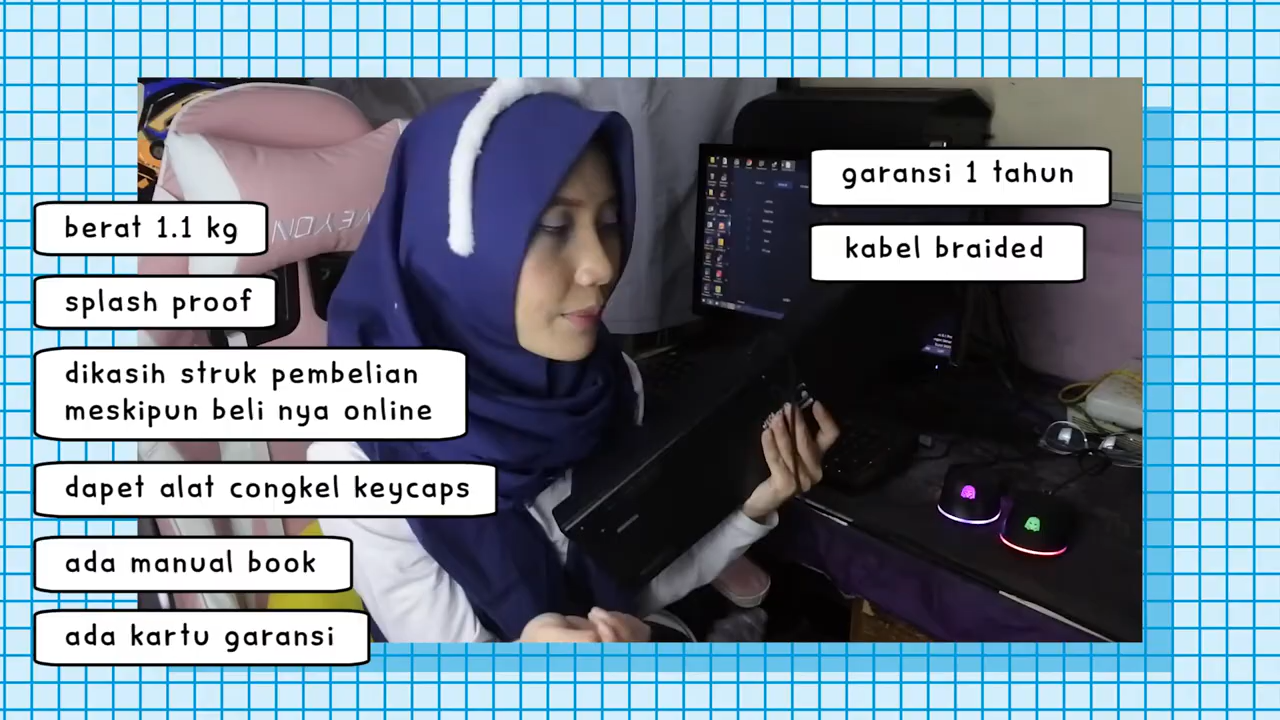 berat 1.1 kg
splash proof
dikasih struk pembelian
meskipun beli nya online
dapet alat congkel keycaps
ada manual book
ada kartu garansi
garansi 1 tahun
kabel braided